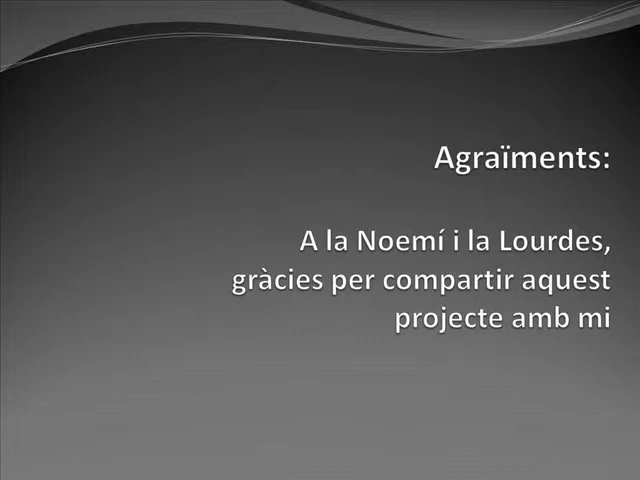 Agraïments:
A la Noemí i la Lourdes,
gràcies per compartir aquest
projecte amb mi